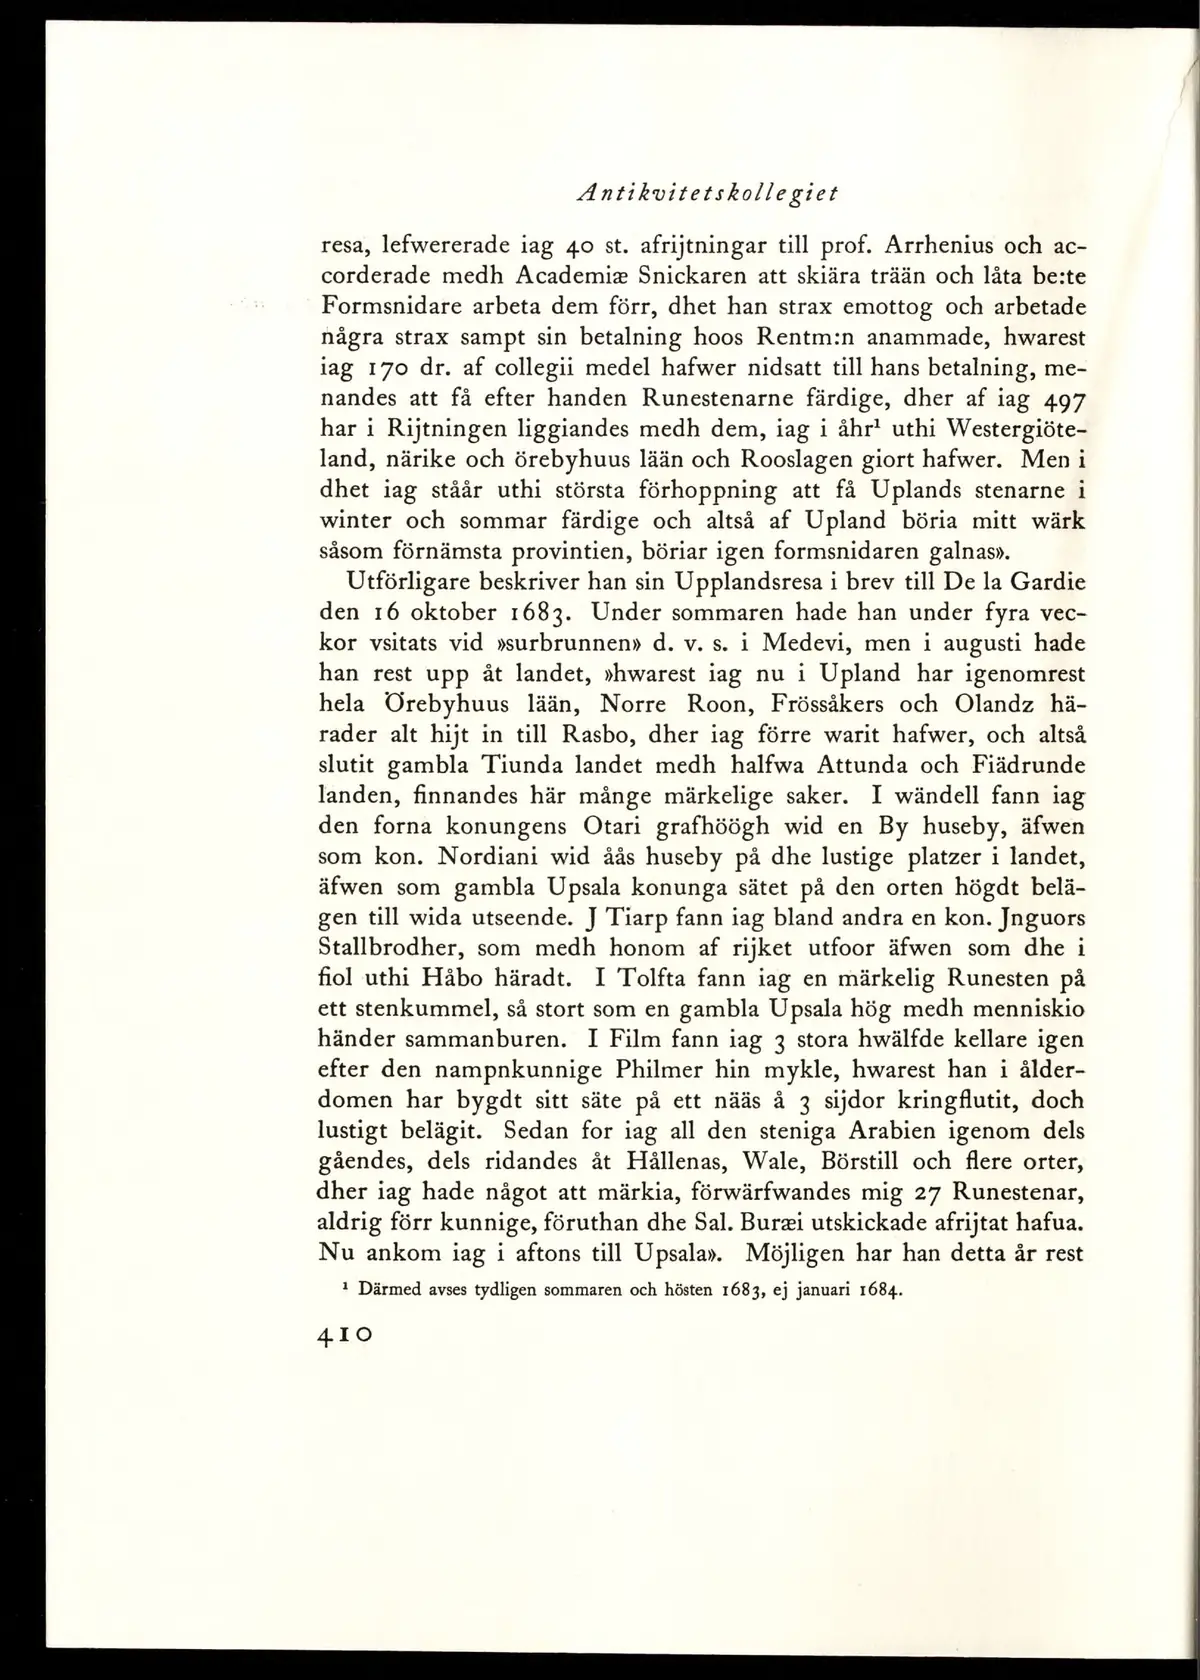 Antikvitetskollegiet
resa, lefwererade iag 40 st. afrijtningar till prof. Arrhenius och ac-
corderade medh Academiæ Snickaren att skiära trään och låta be:te
Formsnidare arbeta dem förr, dhet han strax emottog och arbetade
några strax sampt sin betalning hoos Rentm:n anammade, hwarest
iag 170 dr. af collegii medel hafwer nidsatt till hans betalning, me-
nandes att få efter handen Runestenarne färdige, dher af iag 497
har i Rijtningen liggiandes medh dem, iag i åhr¹ uthi Westergiöte-
land, närike och örebyhuus lään och Rooslagen giort hafwer. Men i
dhet iag ståår uthi största förhoppning att få Uplands stenarne i
winter och sommar färdige och altså af Upland böria mitt wärk
såsom förnämsta provintien, böriar igen formsnidaren galnas».
Utförligare beskriver han sin Upplandsresa i brev till De la Gardie
den 16 oktober 1683. Under sommaren hade han under fyra vec-
kor vsitats vid »surbrunnen» d. v. s. i Medevi, men i augusti hade
han rest upp åt landet, »hwarest iag nu i Upland har igenomrest
hela Örebyhuus lään, Norre Roon, Frössåkers och Olandz hä-
rader alt hijt in till Rasbo, dher iag förre warit hafwer, och altså
slutit gambla Tiunda landet medh halfwa Attunda och Fiädrunde
landen, finnandes här månge märkelige saker. I wändell fann iag
den forna konungens Otari grafhöögh wid en By huseby, äfwen
som kon. Nordiani wid åås huseby på dhe lustige platzer i landet,
äfwen som gambla Upsala konunga sätet på den orten högdt belä-
gen till wida utseende. J Tiarp fann iag bland andra en kon. Jnguors
Stallbrodher, som medh honom af rijket utfoor äfwen som dhe i
fiol uthi Håbo häradt. I Tolfta fann iag en märkelig Runesten på
ett stenkummel, så stort som en gambla Upsala hög medh menniskio
händer sammanburen. I Film fann iag 3 stora hwälfde kellare igen
efter den nampnkunnige Philmer hin mykle, hwarest han i ålder-
domen har bygdt sitt säte på ett nääs å 3 sijdor kringflutit, doch
lustigt belägit. Sedan for iag all den steniga Arabien igenom dels
gåendes, dels ridandes åt Hållenas, Wale, Börstill och flere orter,
dher iag hade något att märkia, förwärfwandes mig 27 Runestenar,
aldrig förr kunnige, föruthan dhe Sal. Buræi utskickade afrijtat hafua.
Nu ankom iag i aftons till Upsala». Möjligen har han detta år rest
¹ Därmed avses tydligen sommaren och hösten 1683, ej januari 1684.
410